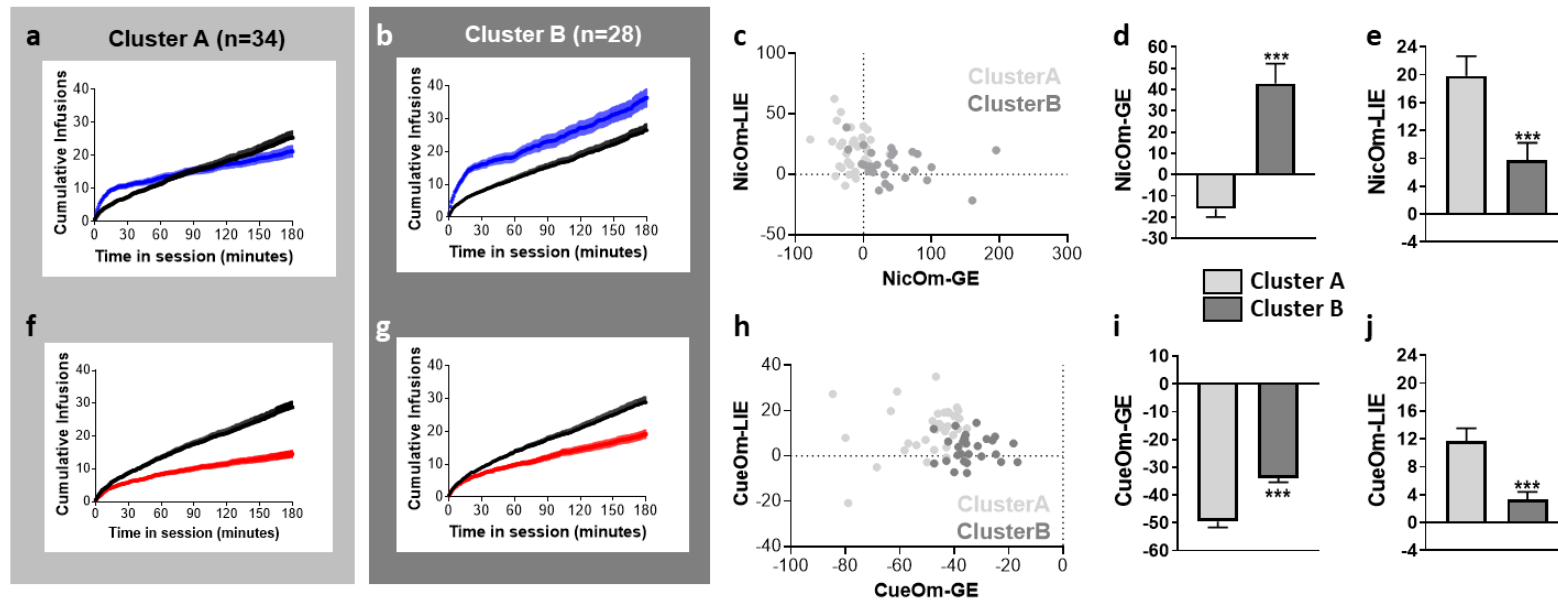 a
Cluster A (n=34)
40
30
20
10
0
Cumulative Infusions
0 30 60 90 120 150 180
Time in session (minutes)
b
Cluster B (n=28)
40
30
20
10
0
Cumulative Infusions
0 30 60 90 120 150 180
Time in session (minutes)
c
100
50
0
-50
NicOm-LIE
ClusterA
ClusterB
-100 0 100 200 300
NicOm-GE
d
60
50
40
30
20
10
0
-10
-20
-30
NicOm-GE
***
e
24
20
16
12
8
4
0
-4
NicOm-LIE
***
Cluster A
Cluster B
f
40
30
20
10
0
Cumulative Infusions
0 30 60 90 120 150 180
Time in session (minutes)
g
40
30
20
10
0
Cumulative Infusions
0 30 60 90 120 150 180
Time in session (minutes)
h
40
20
0
-20
-40
CueOm-LIE
ClusterA
ClusterB
-100 -80 -60 -40 -20 0
CueOm-GE
i
10
0
-10
-20
-30
-40
-50
-60
CueOm-GE
***
j
24
20
16
12
8
4
0
-4
CueOm-LIE
***